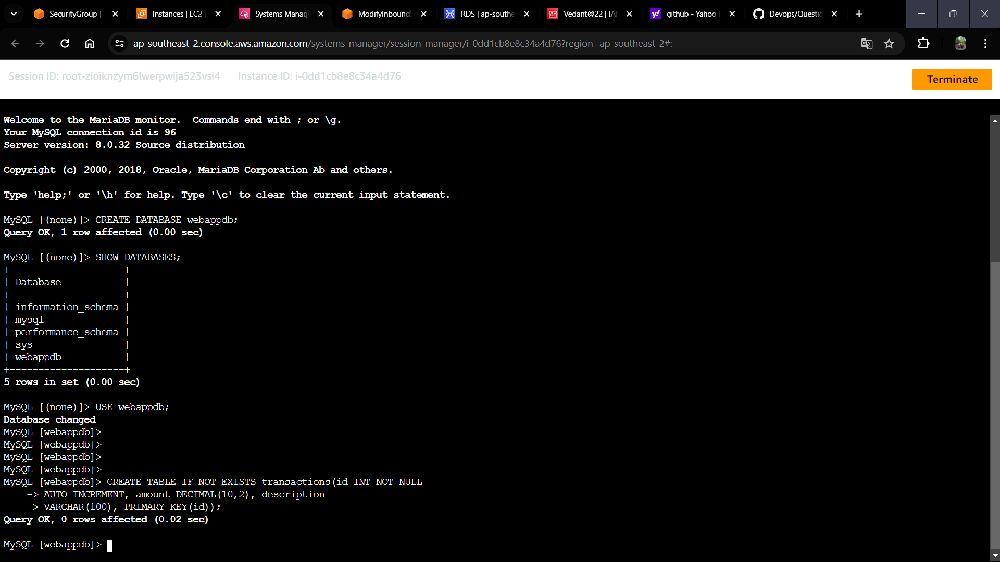 SecurityGroup |
Instances | EC2 |
Systems Manag
ModifyInbound
RDS | ap-southe
Vedant@22 | IAM
github - Yahoo
Devops/Questio
ap-southeast-2.console.aws.amazon.com/systems-manager/session-manager/i-0dd1cb8e8c34a4d76?region=ap-southeast-2#:
Session ID: root-zioiknzym6lwerpwija523vsi4 Instance ID: i-0dd1cb8e8c34a4d76
Terminate
Welcome to the MariaDB monitor.  Commands end with ; or \g.
Your MySQL connection id is 96
Server version: 8.0.32 Source distribution
Copyright (c) 2000, 2018, Oracle, MariaDB Corporation Ab and others.
Type 'help;' or '\h' for help. Type '\c' to clear the current input statement.
MySQL [(none)]> CREATE DATABASE webappdb;
Query OK, 1 row affected (0.00 sec)
MySQL [(none)]> SHOW DATABASES;
+--------------------+
| Database           |
+--------------------+
| information_schema |
| mysql              |
| performance_schema |
| sys                |
| webappdb           |
+--------------------+
5 rows in set (0.00 sec)
MySQL [(none)]> USE webappdb;
Database changed
MySQL [webappdb]>
MySQL [webappdb]>
MySQL [webappdb]>
MySQL [webappdb]>
MySQL [webappdb]> CREATE TABLE IF NOT EXISTS transactions(id INT NOT NULL
    -> AUTO_INCREMENT, amount DECIMAL(10,2), description
    -> VARCHAR(100), PRIMARY KEY(id));
Query OK, 0 rows affected (0.02 sec)
MySQL [webappdb]>